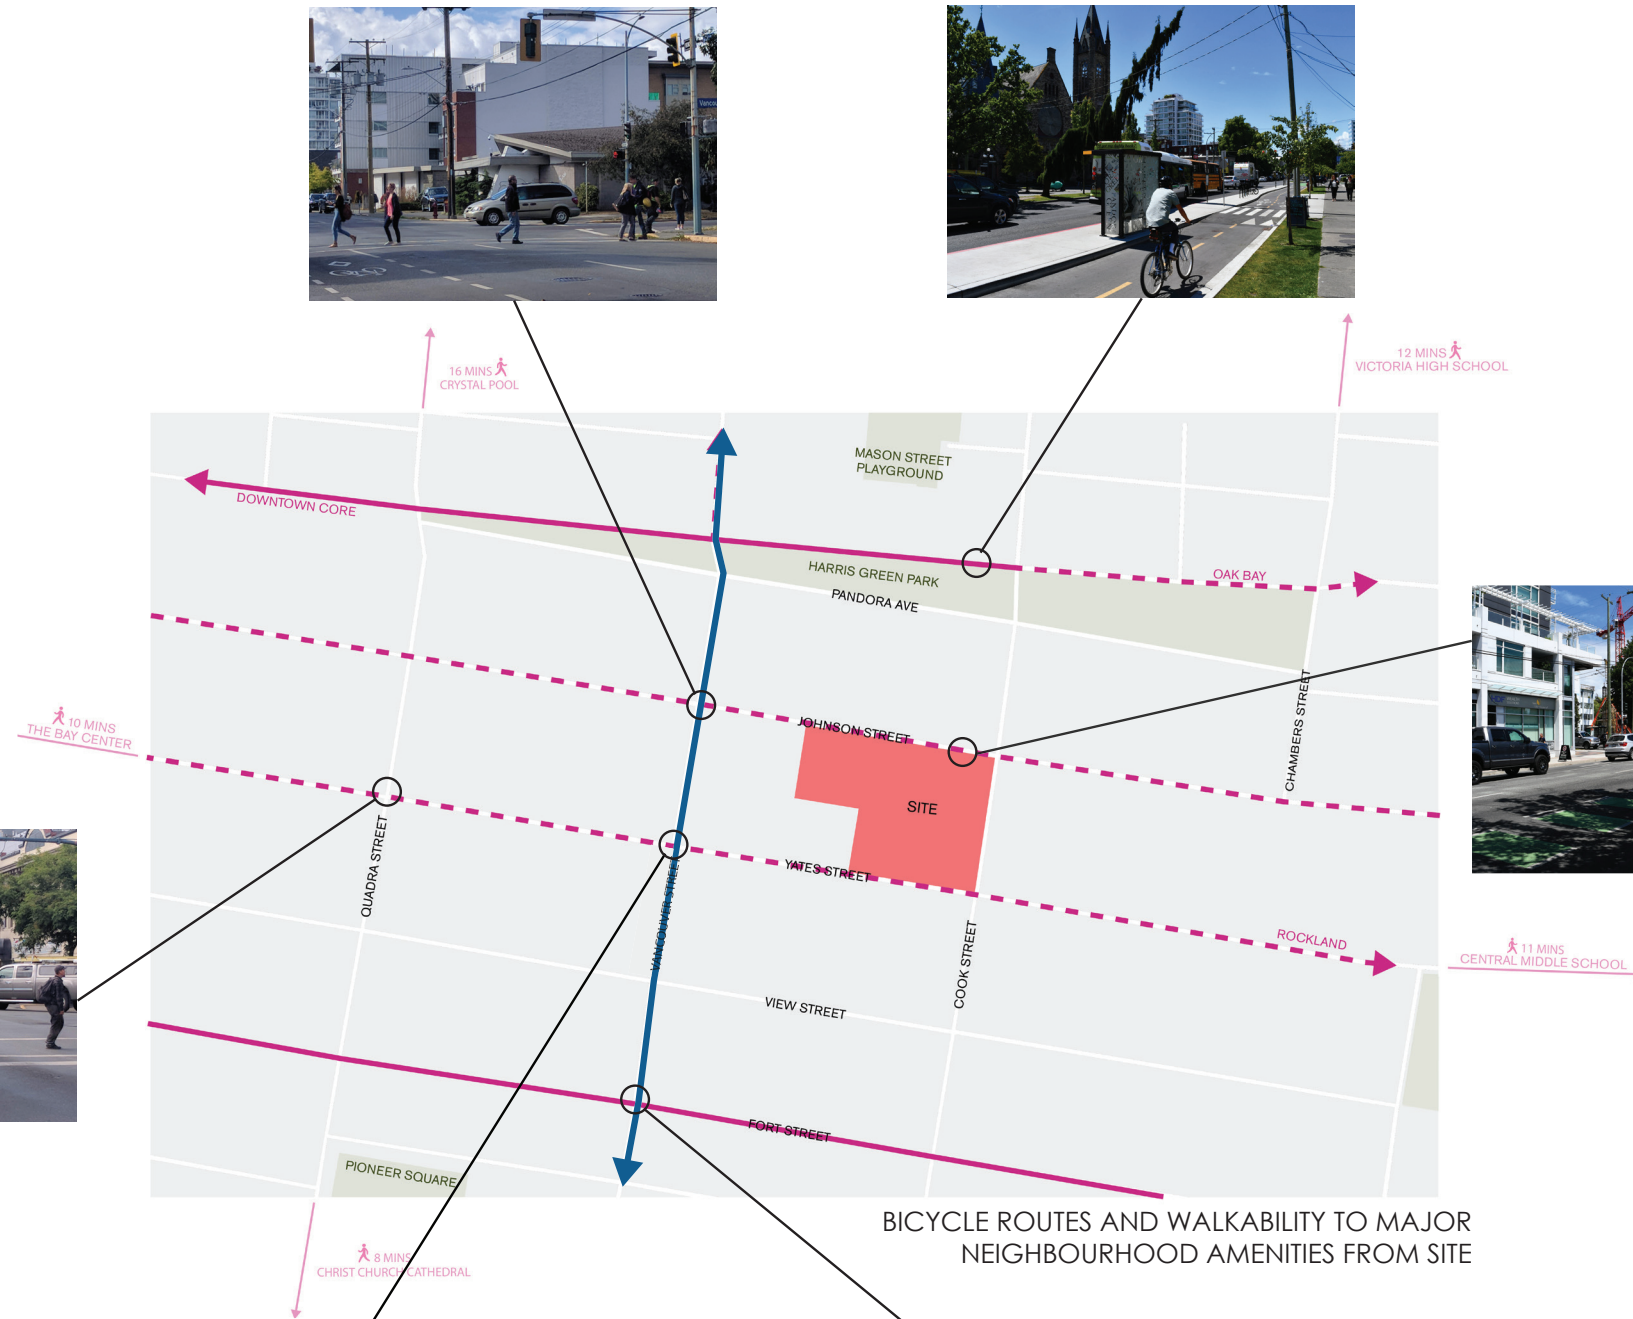 Vancou
16 MINS
CRYSTAL POOL
12 MINS
VICTORIA HIGH SCHOOL
MASON STREET
PLAYGROUND
DOWNTOWN CORE
HARRIS GREEN PARK
OAK BAY
PANDORA AVE
10 MINS
THE BAY CENTER
JOHNSON STREET
CHAMBERS STREET
SITE
QUADRA STREET
YATES STREET
VANCOUVER STREET
ROCKLAND
11 MINS
CENTRAL MIDDLE SCHOOL
COOK STREET
VIEW STREET
FORT STREET
PIONEER SQUARE
8 MINS
CHRIST CHURCH CATHEDRAL
BICYCLE ROUTES AND WALKABILITY TO MAJOR
NEIGHBOURHOOD AMENITIES FROM SITE